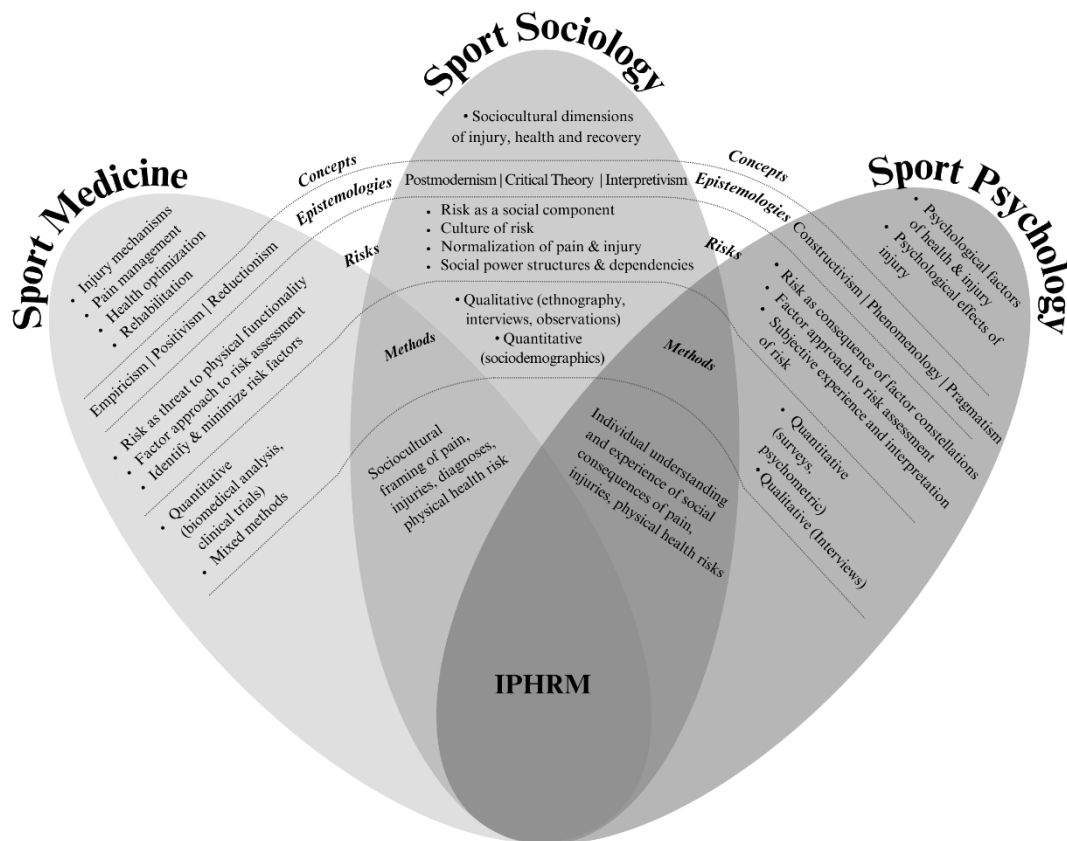 Sport Sociology
• Sociocultural dimensions
of injury, health and recovery
Concepts
Epistemologies
Risks
Methods
Concepts
Epistemologies
Risks
Methods
Postmodernism | Critical Theory | Interpretivism
• Risk as a social component
• Culture of risk
• Normalization of pain & injury
• Social power structures & dependencies
• Qualitative (ethnography,
interviews, observations)
• Quantitative
(sociodemographics)
Sport Medicine
• Injury mechanisms
• Pain management
• Health optimization
• Rehabilitation
Empiricism | Positivism | Reductionism
• Risk as threat to physical functionality
• Factor approach to risk assessment
• Identify & minimize risk factors
• Quantitative
(biomedical analysis,
clinical trials)
• Mixed methods
Sport Psychology
• Psychological factors
of health & injury
• Psychological effects of
injury
Constructivism | Phenomenology | Pragmatism
• Risk as consequence of factor constellations
• Factor approach to risk assessment
• Subjective experience and interpretation
of risk
• Quantitative
(surveys,
psychometric)
• Qualitative (Interviews)
Sociocultural
framing of pain,
injuries, diagnoses,
physical health risk
Individual understanding
and experience of social
consequences of pain,
injuries, physical health risks
IPHRM